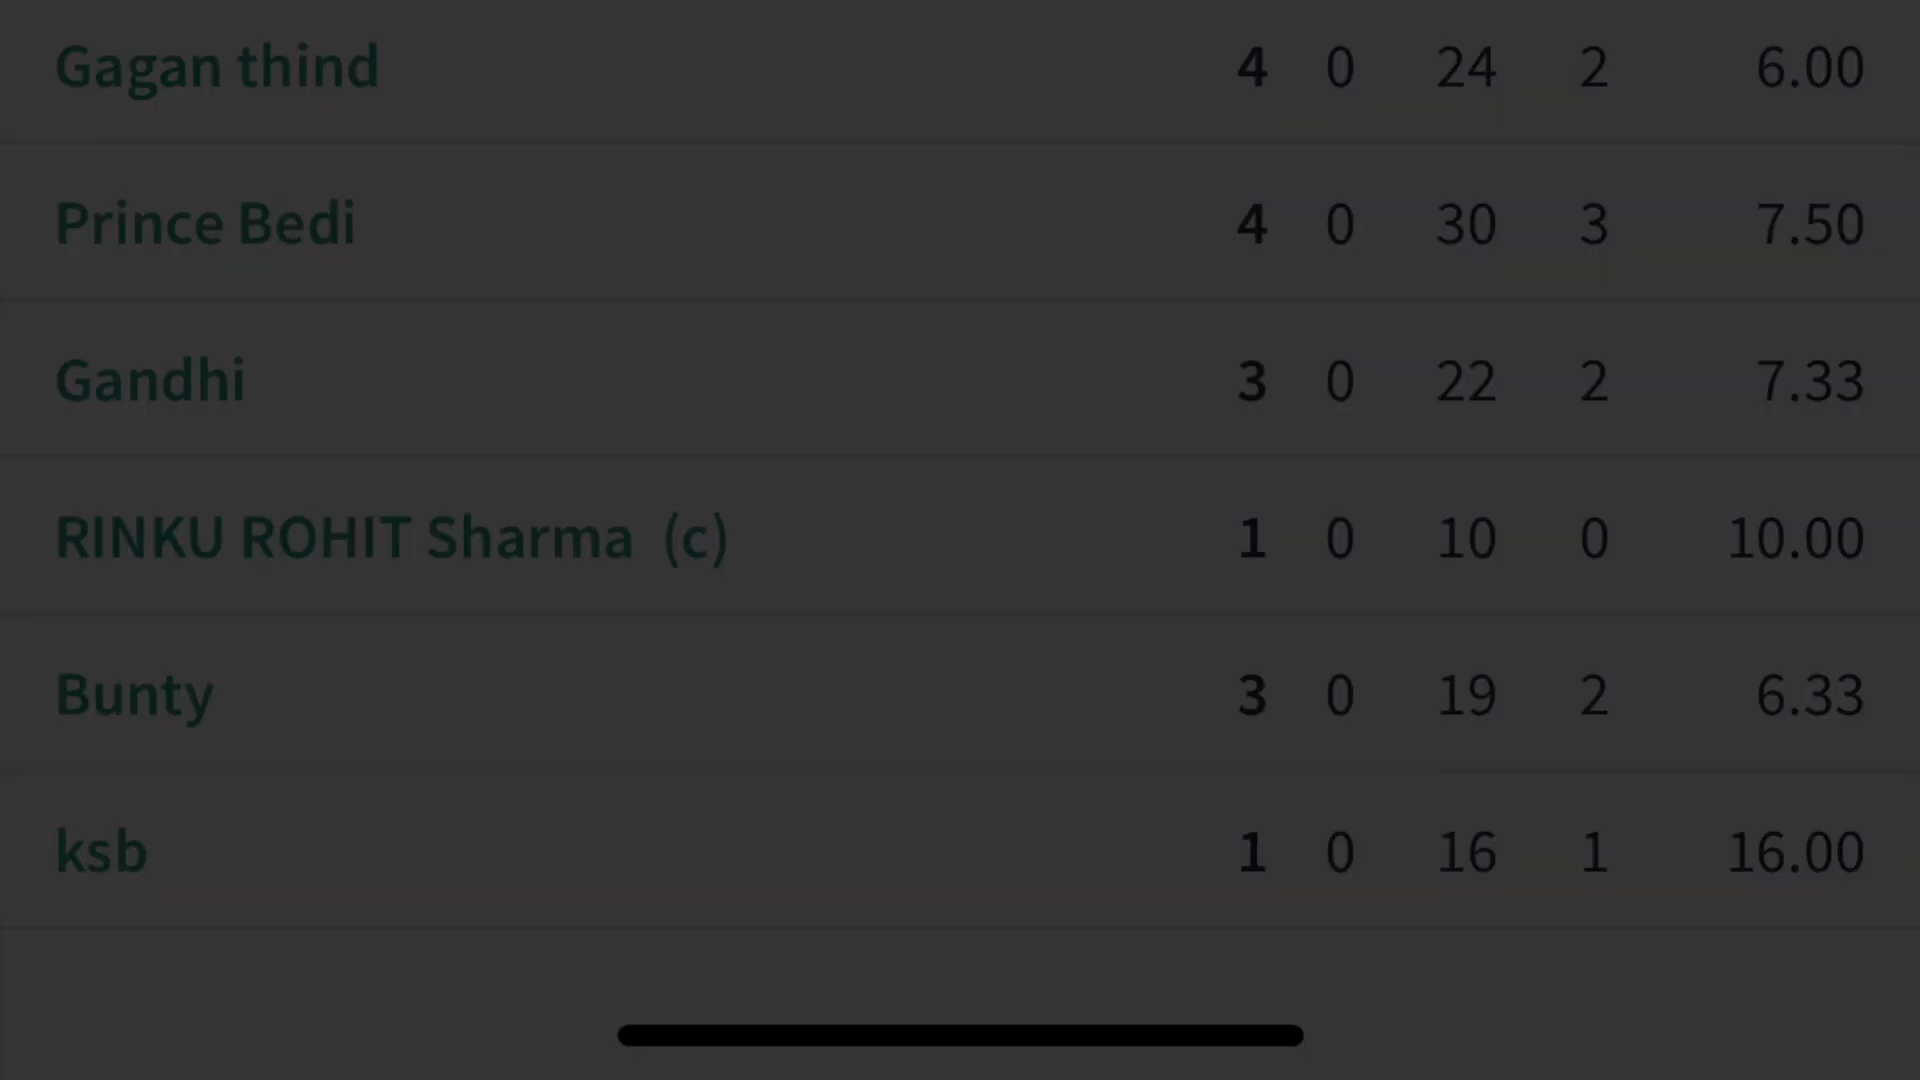 Gagan thind 4 0 24 2 6.00
Prince Bedi 4 0 30 3 7.50
Gandhi 3 0 22 2 7.33
RINKU ROHIT Sharma (c) 1 0 10 0 10.00
Bunty 3 0 19 2 6.33
ksb 1 0 16 1 16.00